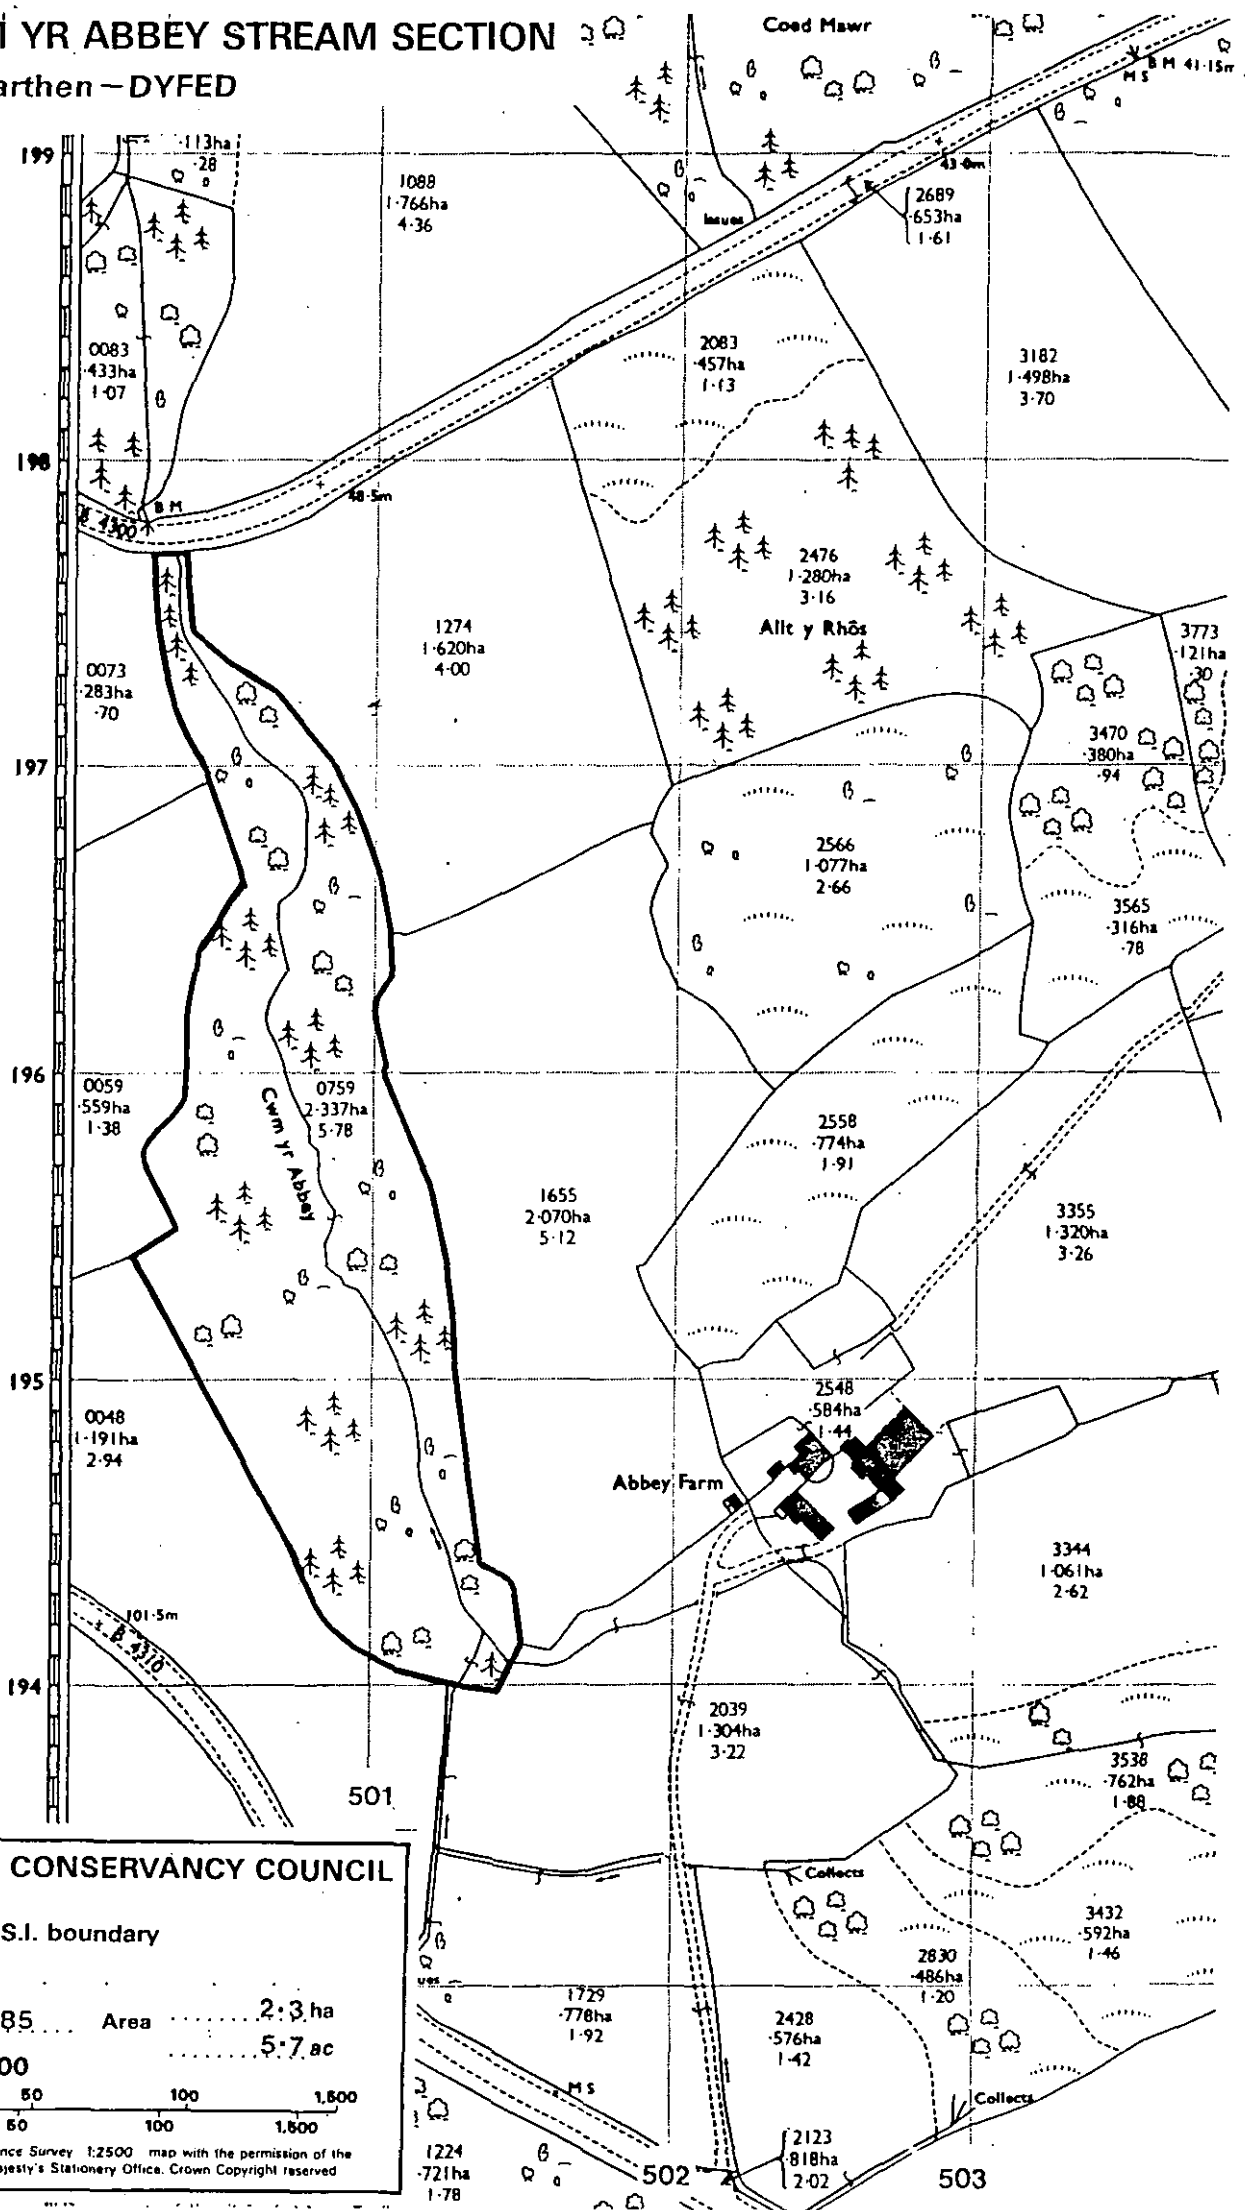 YR ABBEY STREAM SECTION
arthen – DYFED
Coed Mawr
B M 41·15m
M S
199
·113ha
·28
1088
1·766ha
4·36
43·0m
2689
·653ha
1·61
Issues
0083
·433ha
1·07
2083
·457ha
1·13
3182
1·498ha
3·70
198
B M
B 4300
48·5m
2476
1·280ha
3·16
Allt y Rhôs
1274
1·620ha
4·00
3773
·121ha
·30
0073
·283ha
·70
3470
·380ha
·94
197
2566
1·077ha
2·66
3565
·316ha
·78
196
0059
·559ha
1·38
0759
2·337ha
5·78
Cwm yr Abbey
2558
·774ha
1·91
1655
2·070ha
5·12
3355
1·320ha
3·26
195
0048
1·191ha
2·94
2548
·584ha
1·44
Abbey Farm
3344
1·061ha
2·62
101·5m
B 4310
194
2039
1·304ha
3·22
3538
·762ha
1·88
501
CONSERVANCY COUNCIL
S.I. boundary
85 Area 2·3 ha
5·7 ac
00
50 100 1,600
50 100 1,500
nce Survey 1:2500 map with the permission of the
ajesty's Stationery Office. Crown Copyright reserved
Collects
3432
·592ha
1·46
2830
·486ha
1·20
ues
1729
·778ha
1·92
2428
·576ha
1·42
M S
Collects
2123
·818ha
2·02
1224
·721ha
1·78
502
503